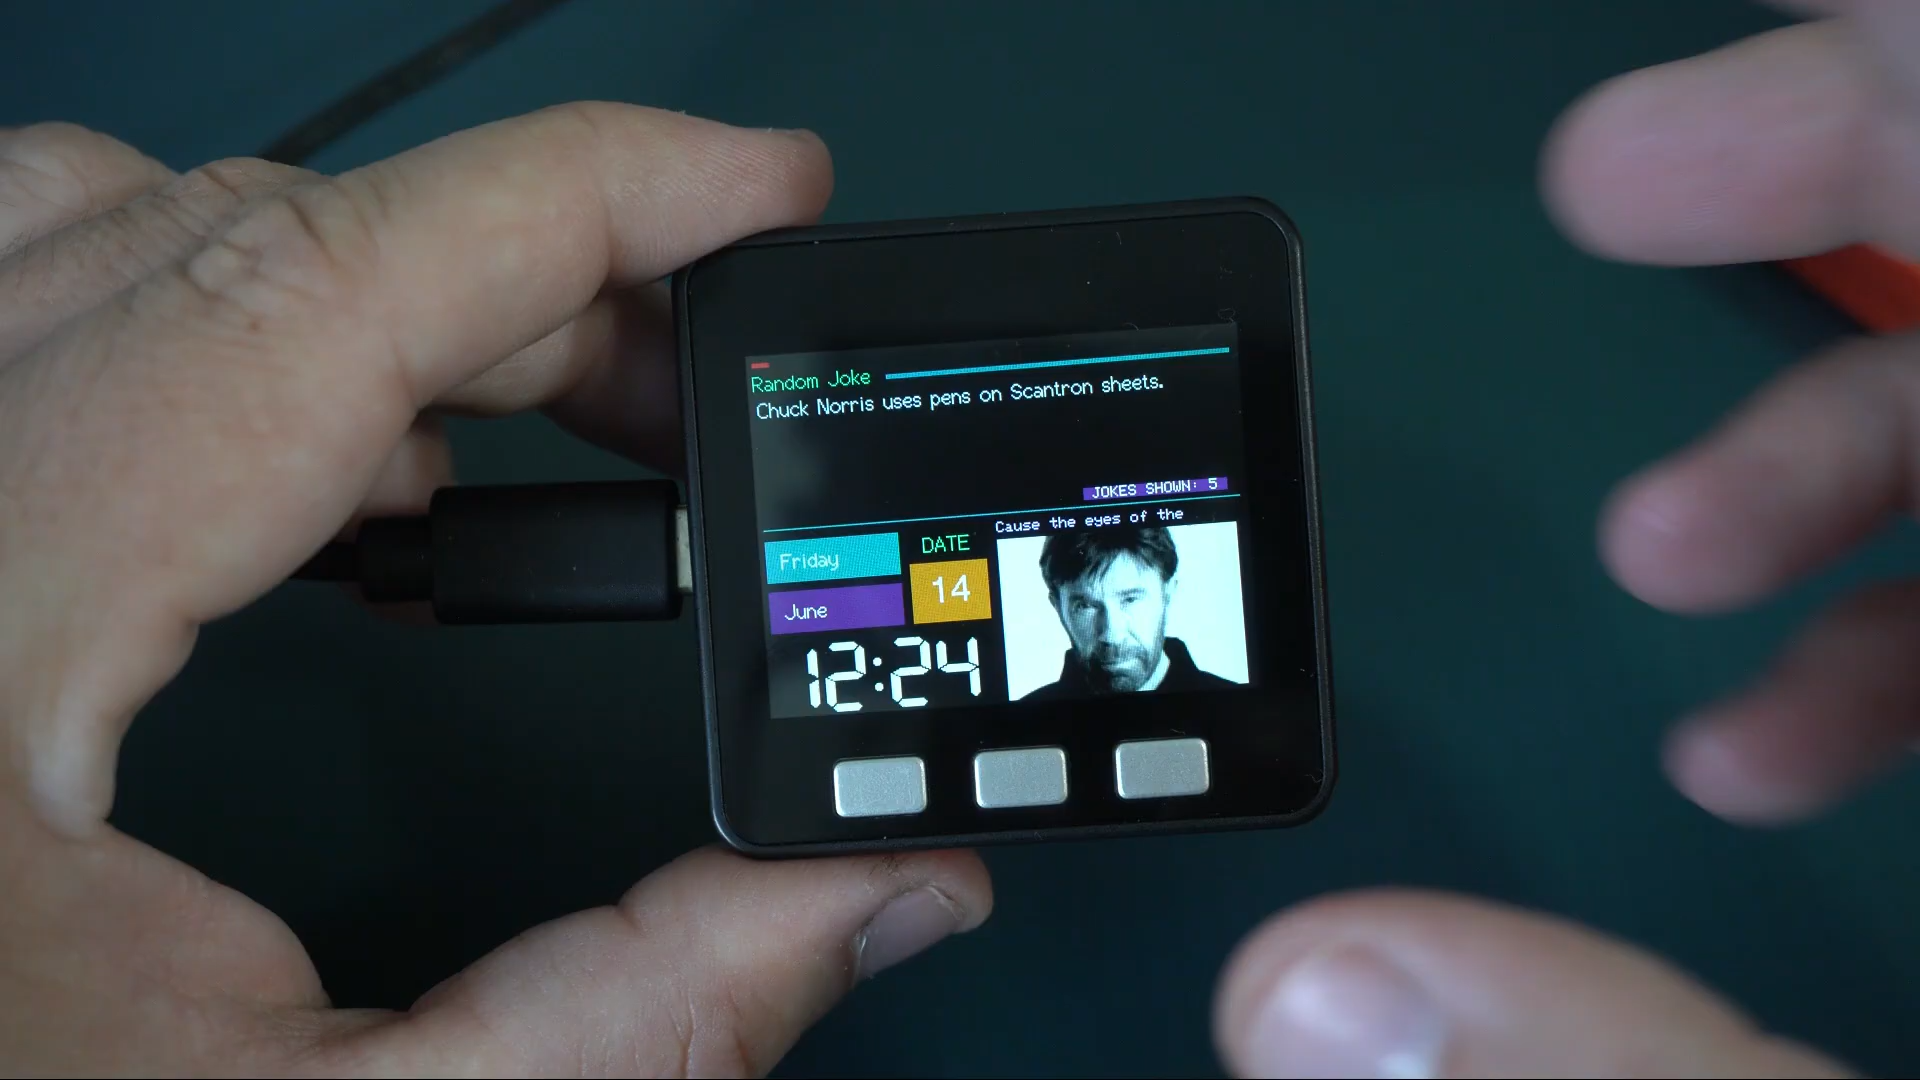 Random Joke
Chuck Norris uses pens on Scantron sheets.
JOKES SHOWN: 5
Cause the eyes of the
Friday
DATE
14
June
12:24